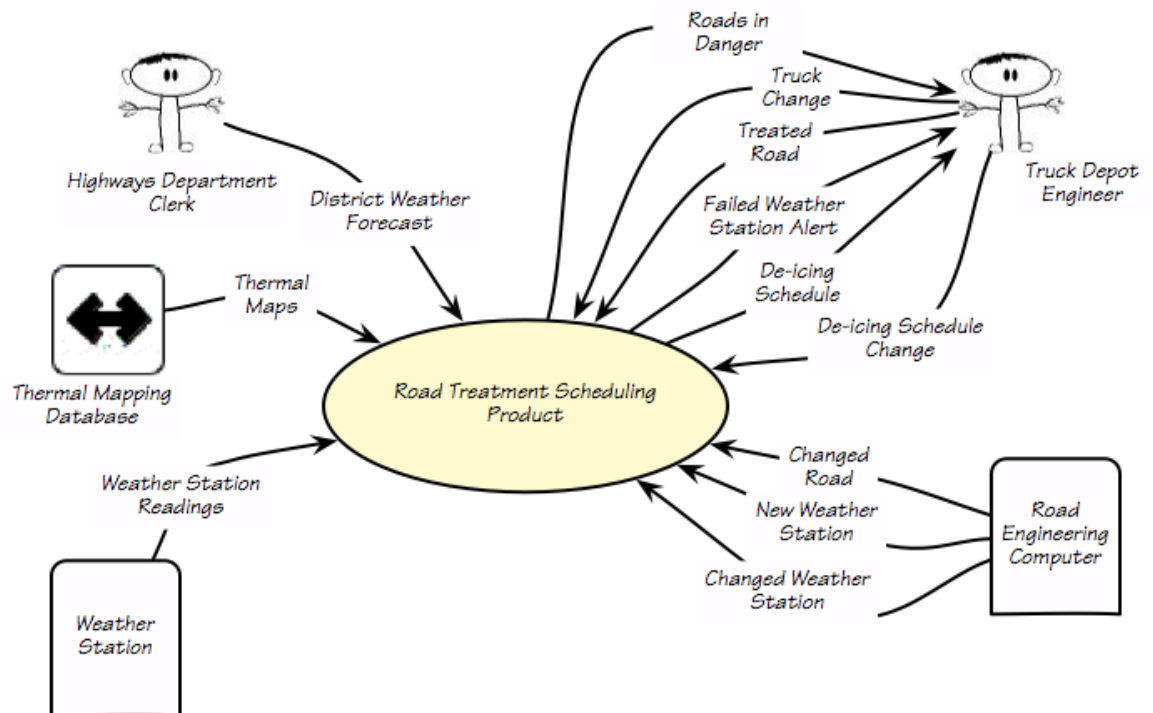 Roads in
Danger
Truck
Change
Treated
Road
Highways Department
Clerk
District Weather
Forecast
Failed Weather
Station Alert
Truck Depot
Engineer
Thermal
Maps
De-icing
Schedule
De-icing Schedule
Change
Thermal Mapping
Database
Road Treatment Scheduling
Product
Weather Station
Readings
Changed
Road
New Weather
Station
Changed Weather
Station
Road
Engineering
Computer
Weather
Station